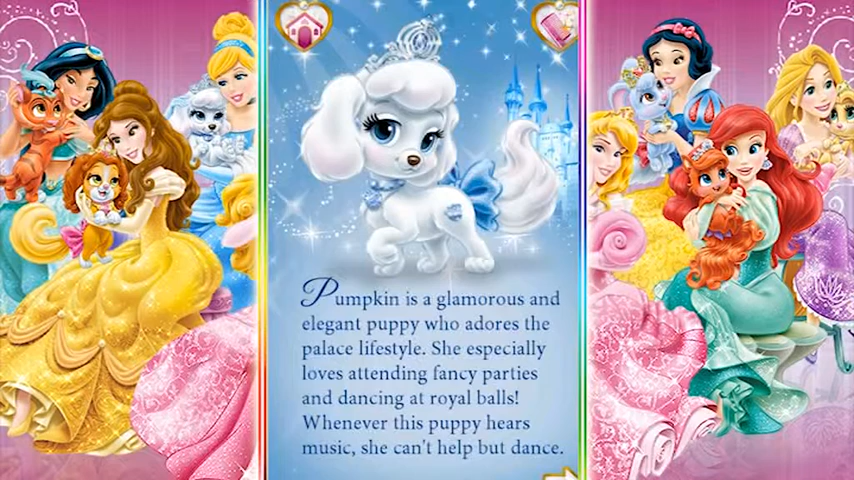 Pumpkin is a glamorous and
elegant puppy who adores the
palace lifestyle. She especially
loves attending fancy parties
and dancing at royal balls!
Whenever this puppy hears
music, she can't help but dance.